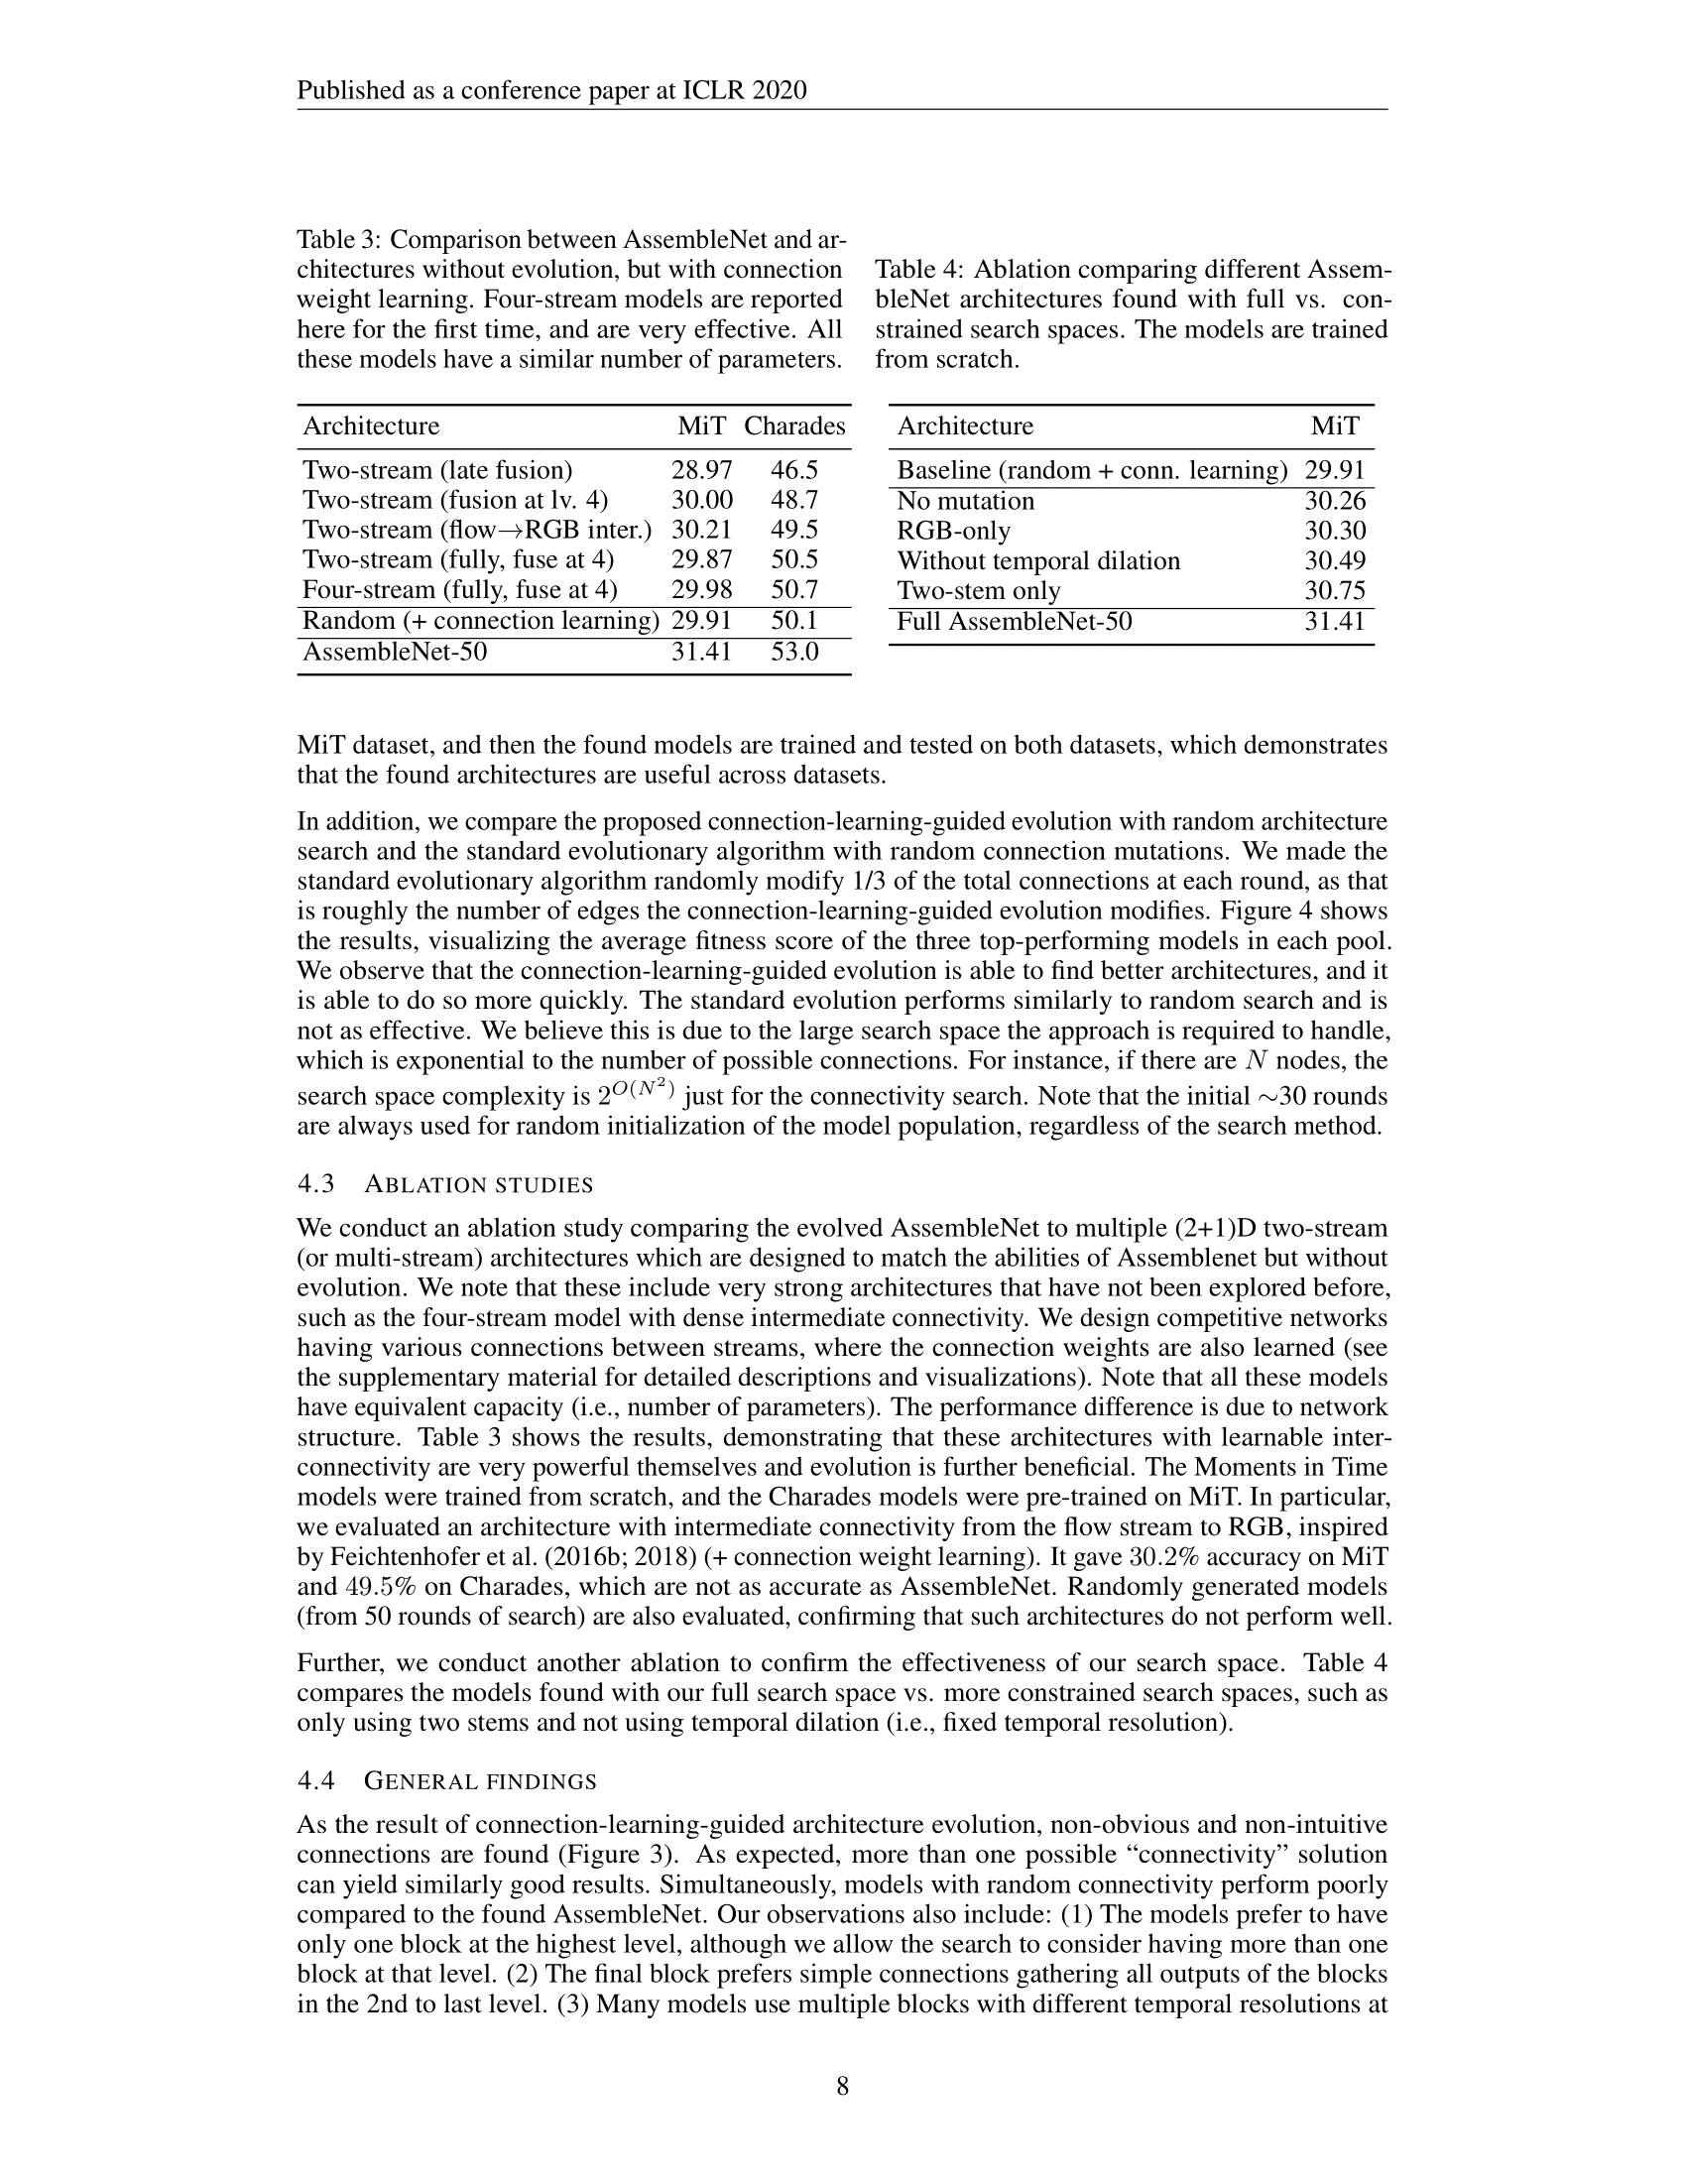 Published as a conference paper at ICLR 2020
Table 3: Comparison between AssembleNet and ar-
chitectures without evolution, but with connection
weight learning. Four-stream models are reported
here for the first time, and are very effective. All
these models have a similar number of parameters.
Architecture MiT Charades
Two-stream (late fusion) 28.97 46.5
Two-stream (fusion at lv. 4) 30.00 48.7
Two-stream (flow→RGB inter.) 30.21 49.5
Two-stream (fully, fuse at 4) 29.87 50.5
Four-stream (fully, fuse at 4) 29.98 50.7
Random (+ connection learning) 29.91 50.1
AssembleNet-50 31.41 53.0
Table 4: Ablation comparing different Assem-
bleNet architectures found with full vs. con-
strained search spaces. The models are trained
from scratch.
Architecture MiT
Baseline (random + conn. learning) 29.91
No mutation 30.26
RGB-only 30.30
Without temporal dilation 30.49
Two-stem only 30.75
Full AssembleNet-50 31.41
MiT dataset, and then the found models are trained and tested on both datasets, which demonstrates
that the found architectures are useful across datasets.
In addition, we compare the proposed connection-learning-guided evolution with random architecture
search and the standard evolutionary algorithm with random connection mutations. We made the
standard evolutionary algorithm randomly modify 1/3 of the total connections at each round, as that
is roughly the number of edges the connection-learning-guided evolution modifies. Figure 4 shows
the results, visualizing the average fitness score of the three top-performing models in each pool.
We observe that the connection-learning-guided evolution is able to find better architectures, and it
is able to do so more quickly. The standard evolution performs similarly to random search and is
not as effective. We believe this is due to the large search space the approach is required to handle,
which is exponential to the number of possible connections. For instance, if there are N nodes, the
search space complexity is 2^{O(N^2)} just for the connectivity search. Note that the initial ∼30 rounds
are always used for random initialization of the model population, regardless of the search method.
4.3 ABLATION STUDIES
We conduct an ablation study comparing the evolved AssembleNet to multiple (2+1)D two-stream
(or multi-stream) architectures which are designed to match the abilities of Assemblenet but without
evolution. We note that these include very strong architectures that have not been explored before,
such as the four-stream model with dense intermediate connectivity. We design competitive networks
having various connections between streams, where the connection weights are also learned (see
the supplementary material for detailed descriptions and visualizations). Note that all these models
have equivalent capacity (i.e., number of parameters). The performance difference is due to network
structure. Table 3 shows the results, demonstrating that these architectures with learnable inter-
connectivity are very powerful themselves and evolution is further beneficial. The Moments in Time
models were trained from scratch, and the Charades models were pre-trained on MiT. In particular,
we evaluated an architecture with intermediate connectivity from the flow stream to RGB, inspired
by Feichtenhofer et al. (2016b; 2018) (+ connection weight learning). It gave 30.2% accuracy on MiT
and 49.5% on Charades, which are not as accurate as AssembleNet. Randomly generated models
(from 50 rounds of search) are also evaluated, confirming that such architectures do not perform well.
Further, we conduct another ablation to confirm the effectiveness of our search space. Table 4
compares the models found with our full search space vs. more constrained search spaces, such as
only using two stems and not using temporal dilation (i.e., fixed temporal resolution).
4.4 GENERAL FINDINGS
As the result of connection-learning-guided architecture evolution, non-obvious and non-intuitive
connections are found (Figure 3). As expected, more than one possible “connectivity” solution
can yield similarly good results. Simultaneously, models with random connectivity perform poorly
compared to the found AssembleNet. Our observations also include: (1) The models prefer to have
only one block at the highest level, although we allow the search to consider having more than one
block at that level. (2) The final block prefers simple connections gathering all outputs of the blocks
in the 2nd to last level. (3) Many models use multiple blocks with different temporal resolutions at
8